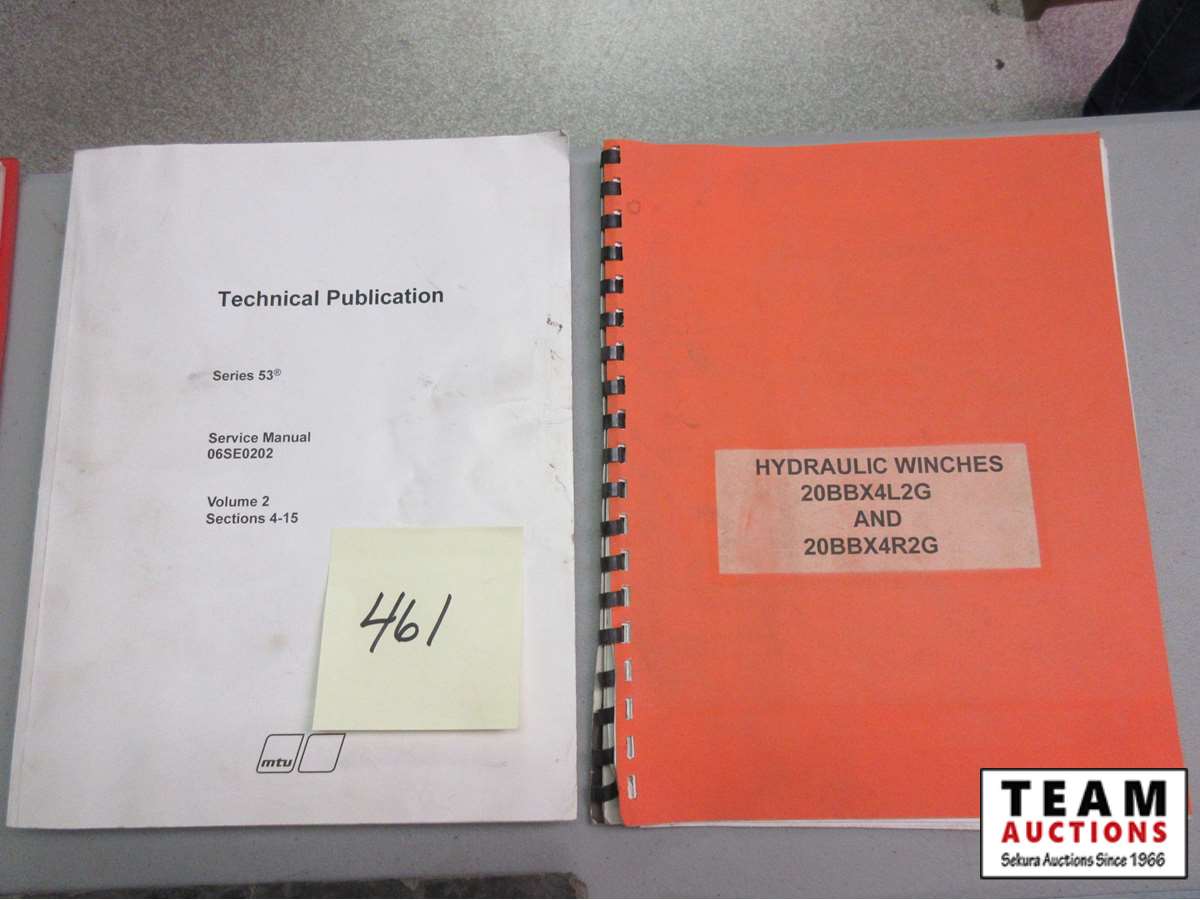 Technical Publication
Series 53®
Service Manual
06SE0202
Volume 2
Sections 4-15
461
mtu
HYDRAULIC WINCHES
20BBX4L2G
AND
20BBX4R2G
TEAM
AUCTIONS
Sekura Auctions Since 1966